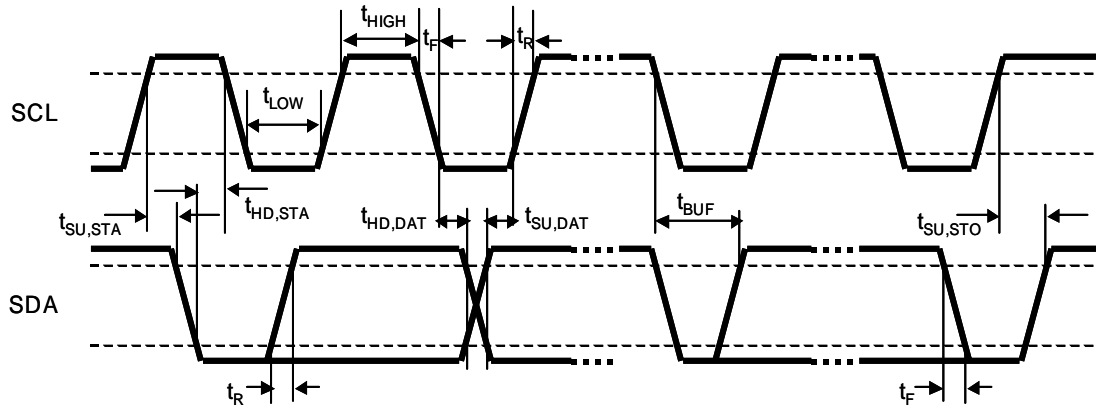 tHIGH
tF
tR
SCL
tLOW
tSU,STA
tHD,STA
tHD,DAT
tSU,DAT
tBUF
tSU,STO
SDA
tR
tF